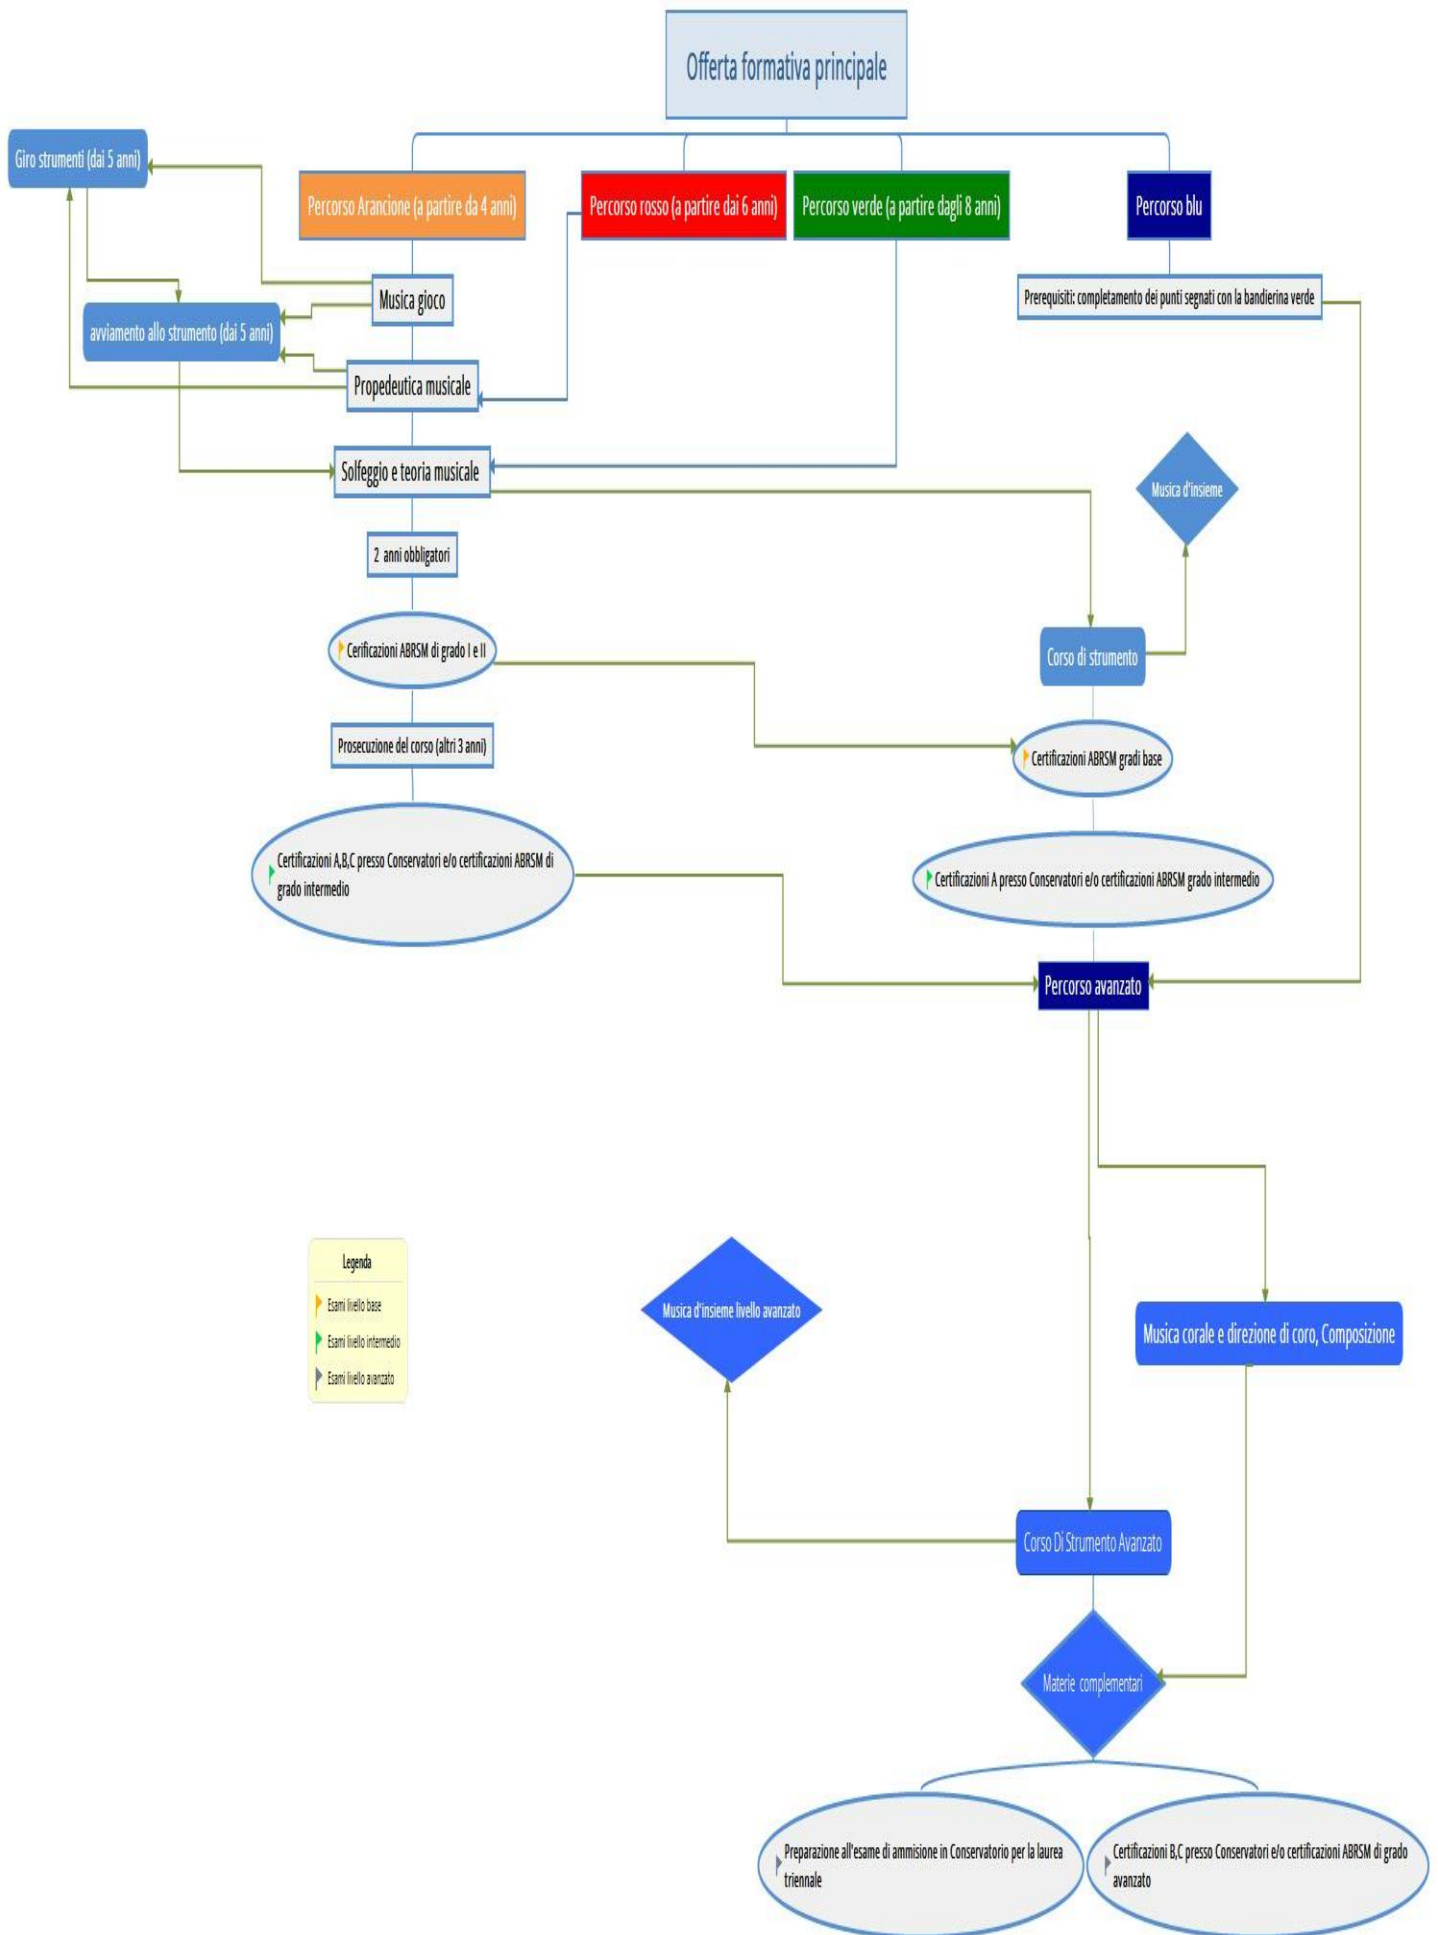 Offerta formativa principale
Giro strumenti (dai 5 anni)
Percorso Arancione (a partire da 4 anni)
Percorso rosso (a partire dai 6 anni)
Percorso verde (a partire dagli 8 anni)
Percorso blu
Musica gioco
Prerequisiti: completamento dei punti segnati con la bandierina verde
avviamento allo strumento (dai 5 anni)
Propedeutica musicale
Solfeggio e teoria musicale
Musica d'insieme
2 anni obbligatori
Cerificazioni ABRSM di grado I e II
Corso di strumento
Prosecuzione del corso (altri 3 anni)
Certificazioni ABRSM gradi base
Certificazioni A,B,C presso Conservatori e/o certificazioni ABRSM di
grado intermedio
Certificazioni A presso Conservatori e/o certificazioni ABRSM grado intermedio
Percorso avanzato
Legenda
Esami livello base
Esami livello intermedio
Esami livello avanzato
Musica d'insieme livello avanzato
Musica corale e direzione di coro, Composizione
Corso Di Strumento Avanzato
Materie complementari
Preparazione all'esame di ammisione in Conservatorio per la laurea
triennale
Certificazioni B,C presso Conservatori e/o certificazioni ABRSM di grado
avanzato